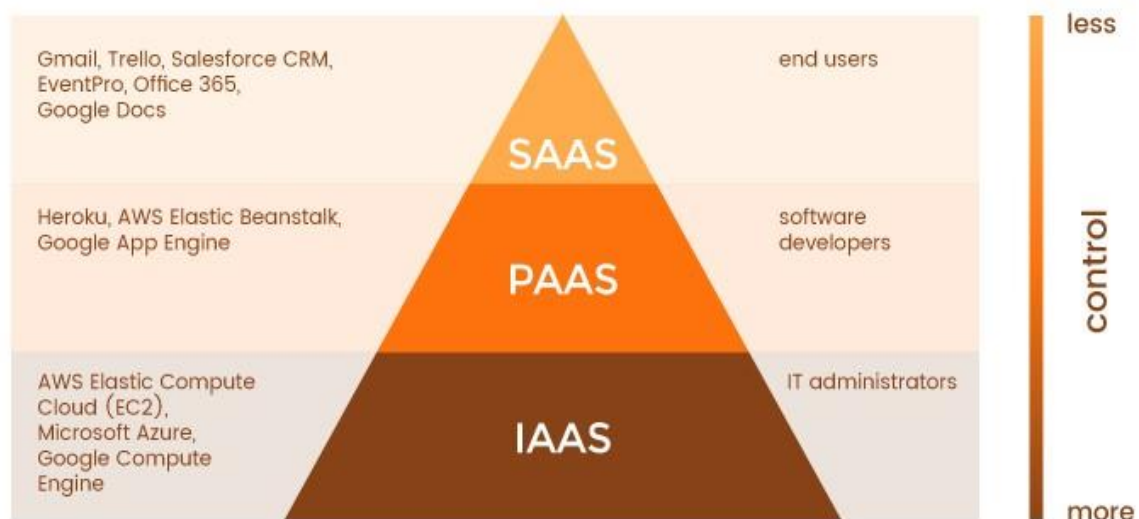 less
Gmail, Trello, Salesforce CRM,
EventPro, Office 365,
Google Docs
SAAS
end users
Heroku, AWS Elastic Beanstalk,
Google App Engine
PAAS
software
developers
control
AWS Elastic Compute
Cloud (EC2),
Microsoft Azure,
Google Compute
Engine
IAAS
IT administrators
more